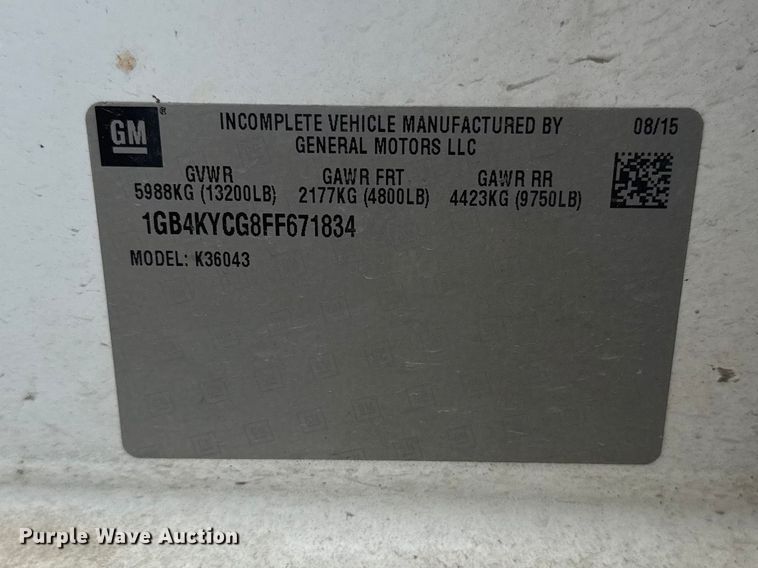 GM
INCOMPLETE VEHICLE MANUFACTURED BY
GENERAL MOTORS LLC
08/15
GVWR GAWR FRT GAWR RR
5988KG (13200LB) 2177KG (4800LB) 4423KG (9750LB)
1GB4KYCG8FF671834
MODEL: K36043
Purple Wave Auction